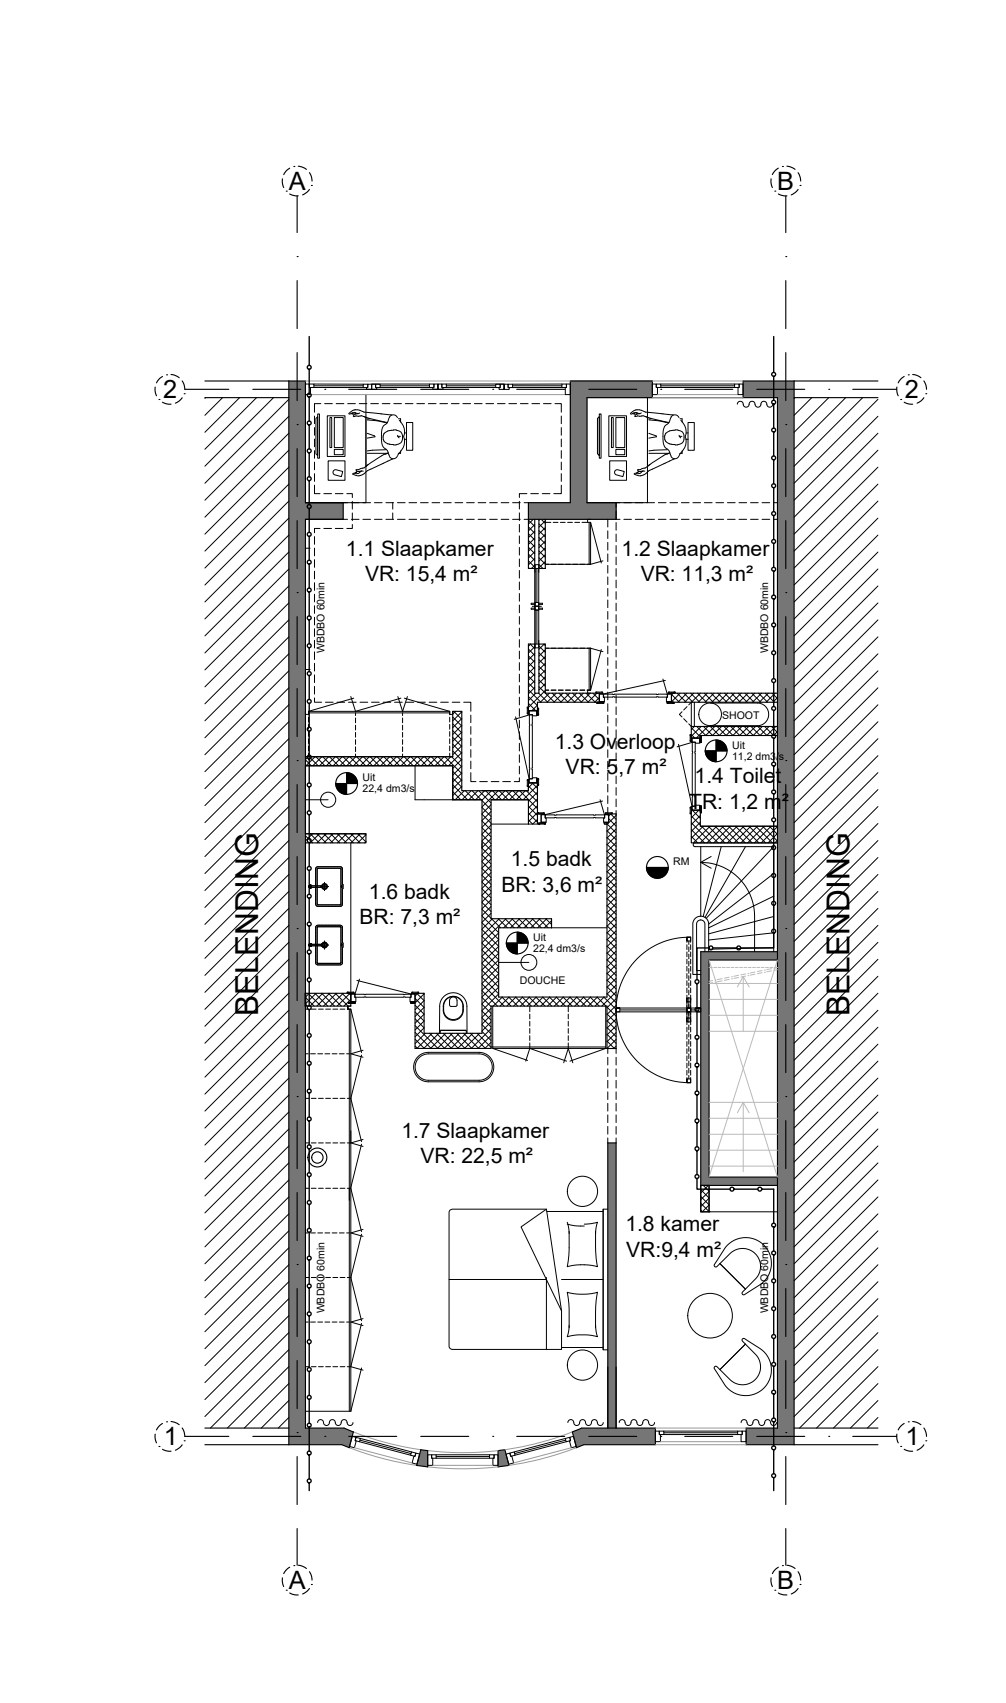 A
B
2
2
1.1 Slaapkamer
VR: 15,4 m²
1.2 Slaapkamer
VR: 11,3 m²
WBDBO 60min
WBDBO 60min
SHOOT
1.3 Overloop
VR: 5,7 m²
Uit
11,2 dm3/s
1.4 Toilet
TR: 1,2 m²
Uit
22,4 dm3/s
BELENDING
BELENDING
1.5 badk
BR: 3,6 m²
RM
1.6 badk
BR: 7,3 m²
Uit
22,4 dm3/s
DOUCHE
1.7 Slaapkamer
VR: 22,5 m²
1.8 kamer
VR:9,4 m²
WBDBO 60min
WBDBO 60min
1
1
A
B